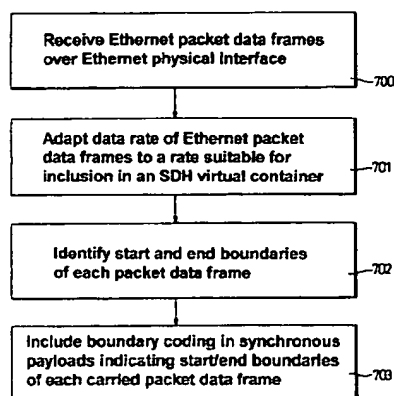 Receive Ethernet packet data frames
over Ethernet physical interface
700
Adapt data rate of Ethernet packet
data frames to a rate suitable for
inclusion in an SDH virtual container
701
Identify start and end boundaries
of each packet data frame
702
Include boundary coding in synchronous
payloads indicating start/end boundaries
of each carried packet data frame
703